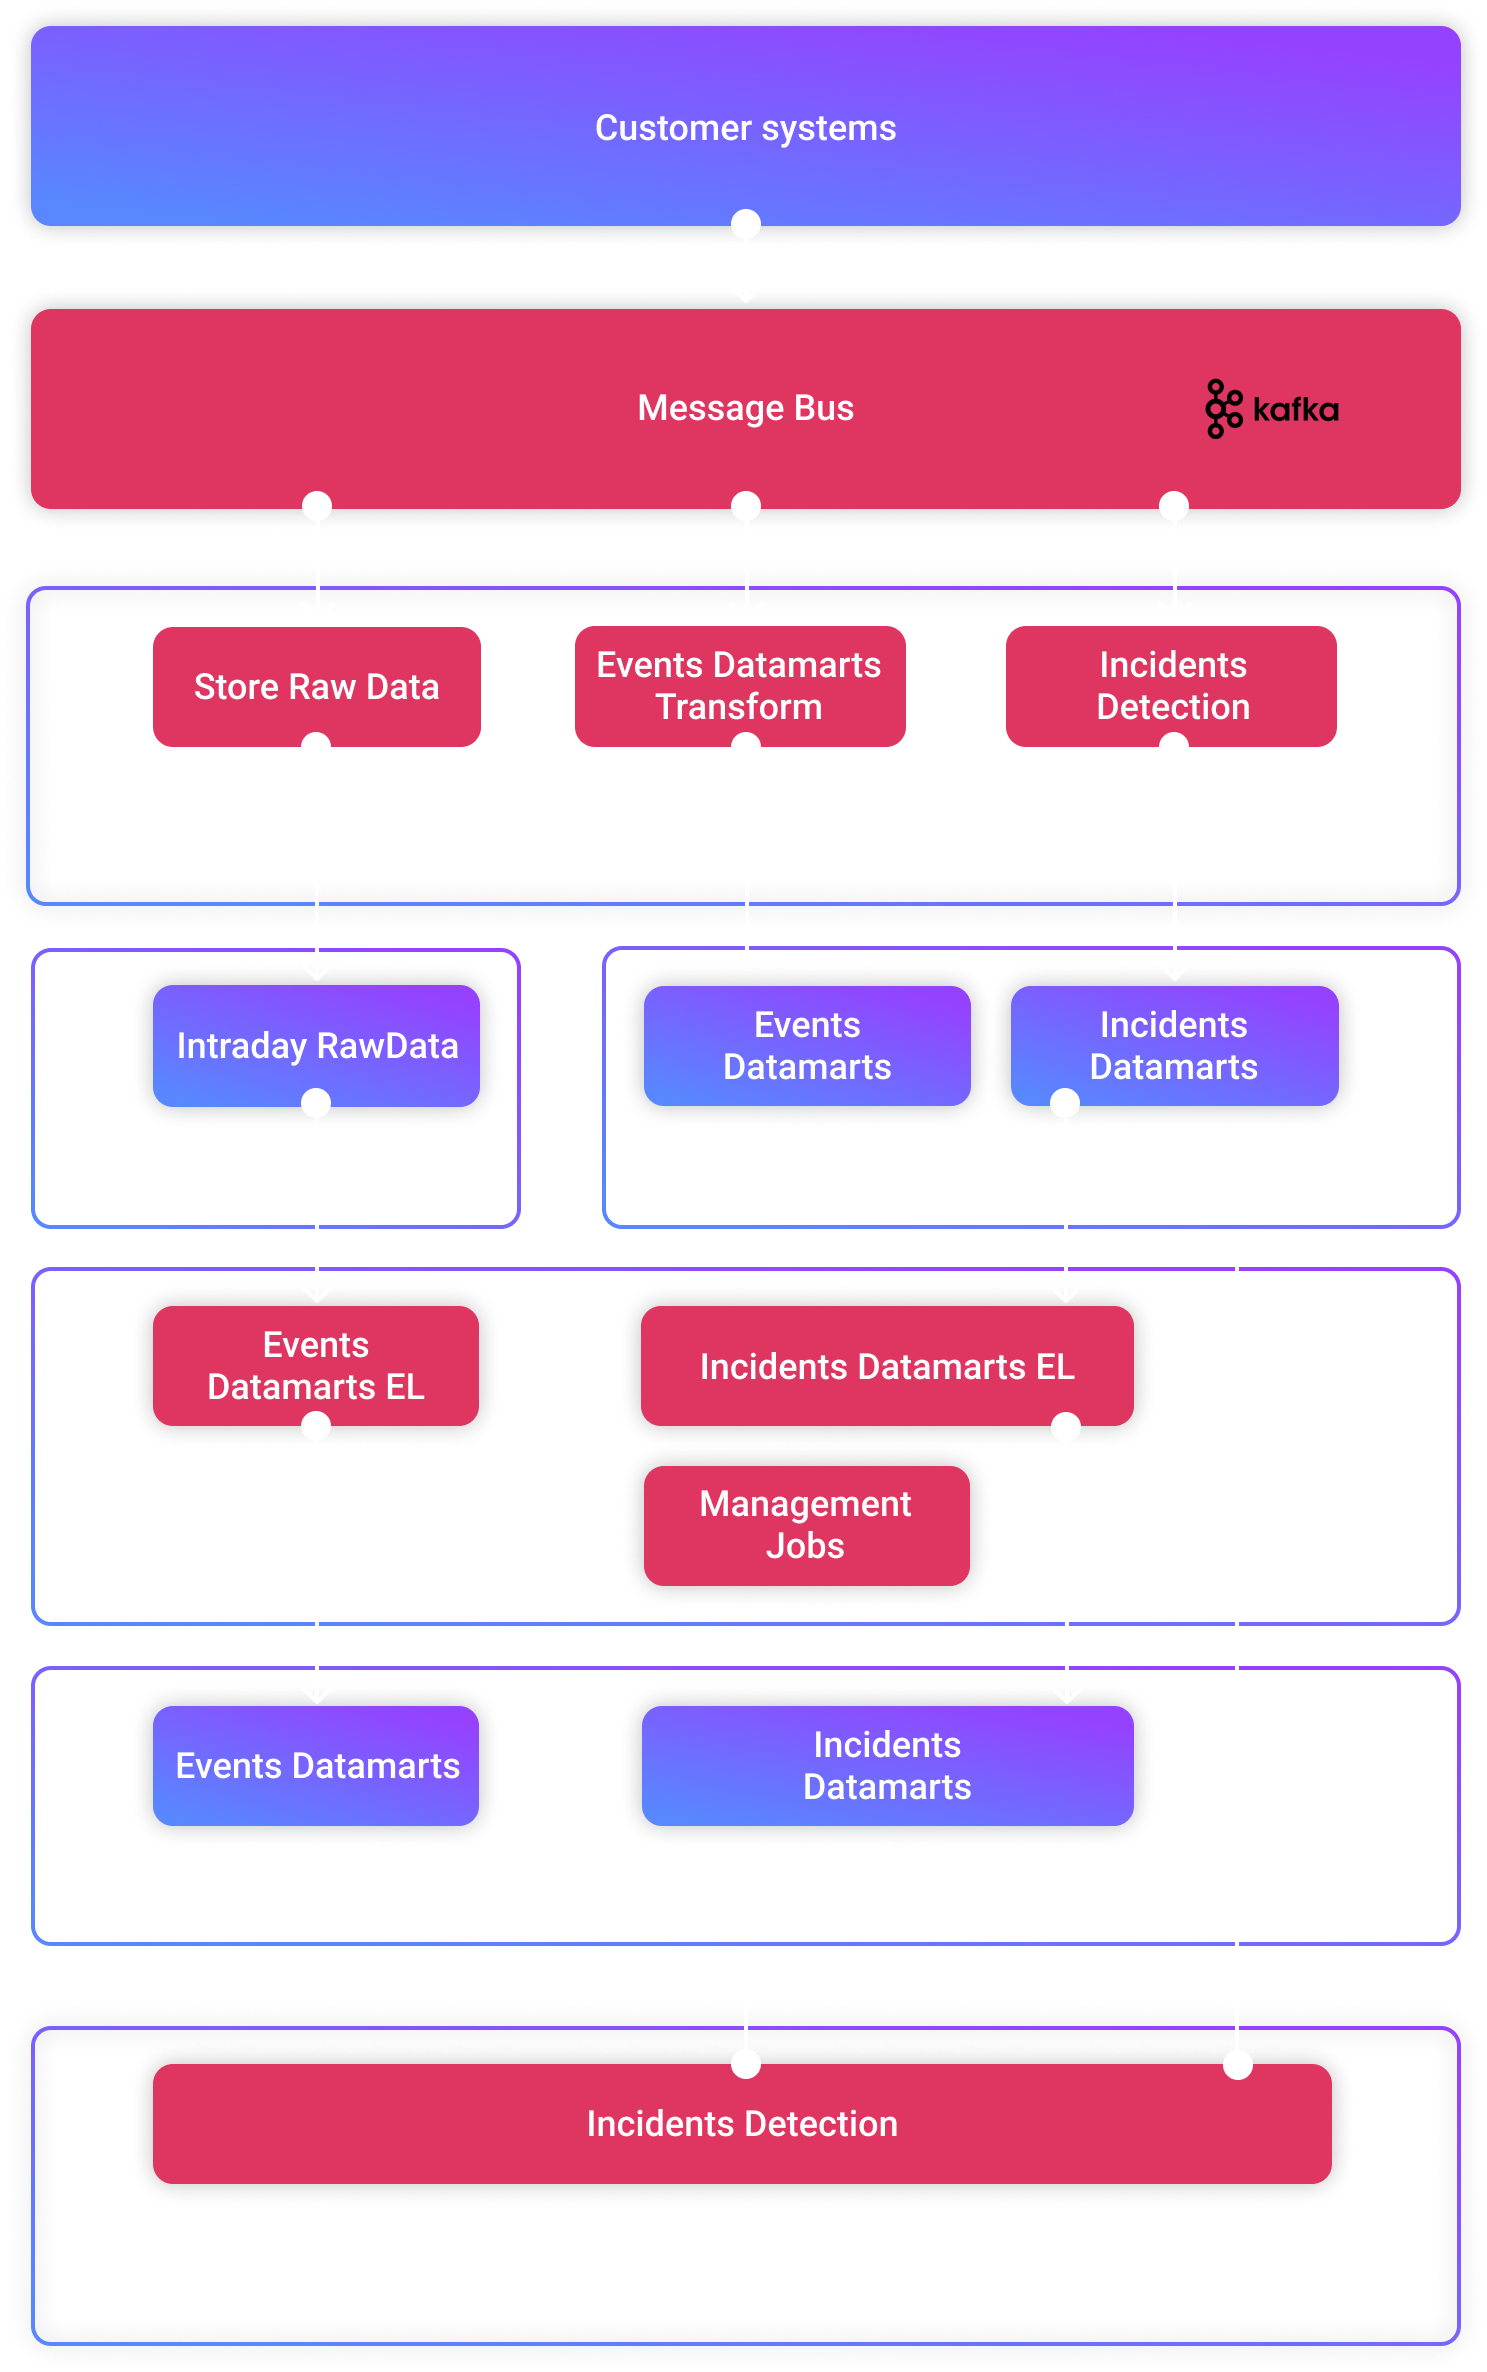 Customer systems
Message Bus
kafka
Store Raw Data
Events Datamarts
Transform
Incidents
Detection
Intraday RawData
Events
Datamarts
Incidents
Datamarts
Events
Datamarts EL
Incidents Datamarts EL
Management
Jobs
Events Datamarts
Incidents
Datamarts
Incidents Detection